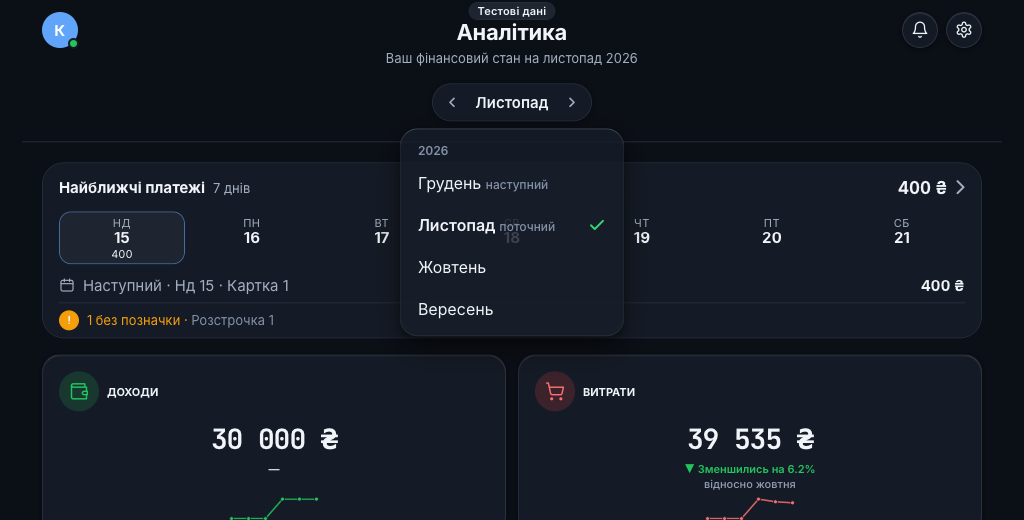 Тестові дані
К
Аналітика
Ваш фінансовий стан на листопад 2026
Листопад
2026
Грудень наступний
Листопад поточний
Жовтень
Вересень
Найближчі платежі 7 днів
400 ₴
НД ПН ВТ СР ЧТ ПТ СБ
15 16 17 18 19 20 21
400
Наступний · Нд 15 · Картка 1
400 ₴
! 1 без позначки · Розстрочка 1
ДОХОДИ
30 000 ₴
—
ВИТРАТИ
39 535 ₴
▼ Зменшились на 6.2%
відносно жовтня